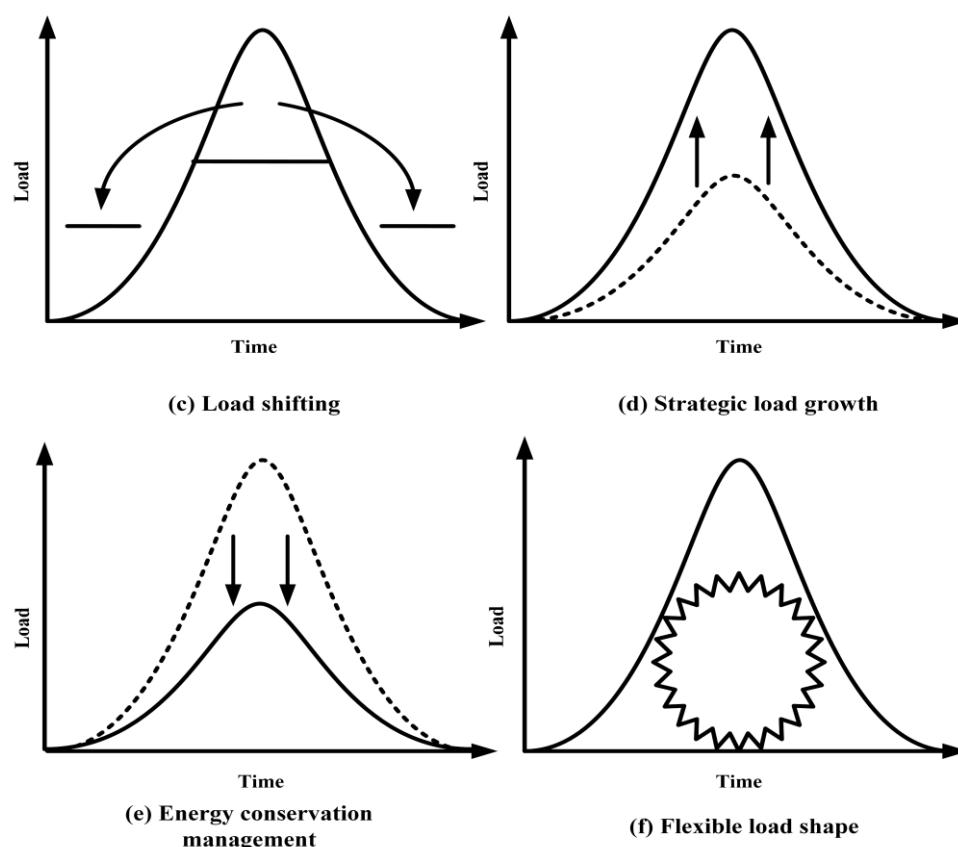 Load
Time
(c) Load shifting
Load
Time
(d) Strategic load growth
Load
Time
(e) Energy conservation
management
Load
Time
(f) Flexible load shape